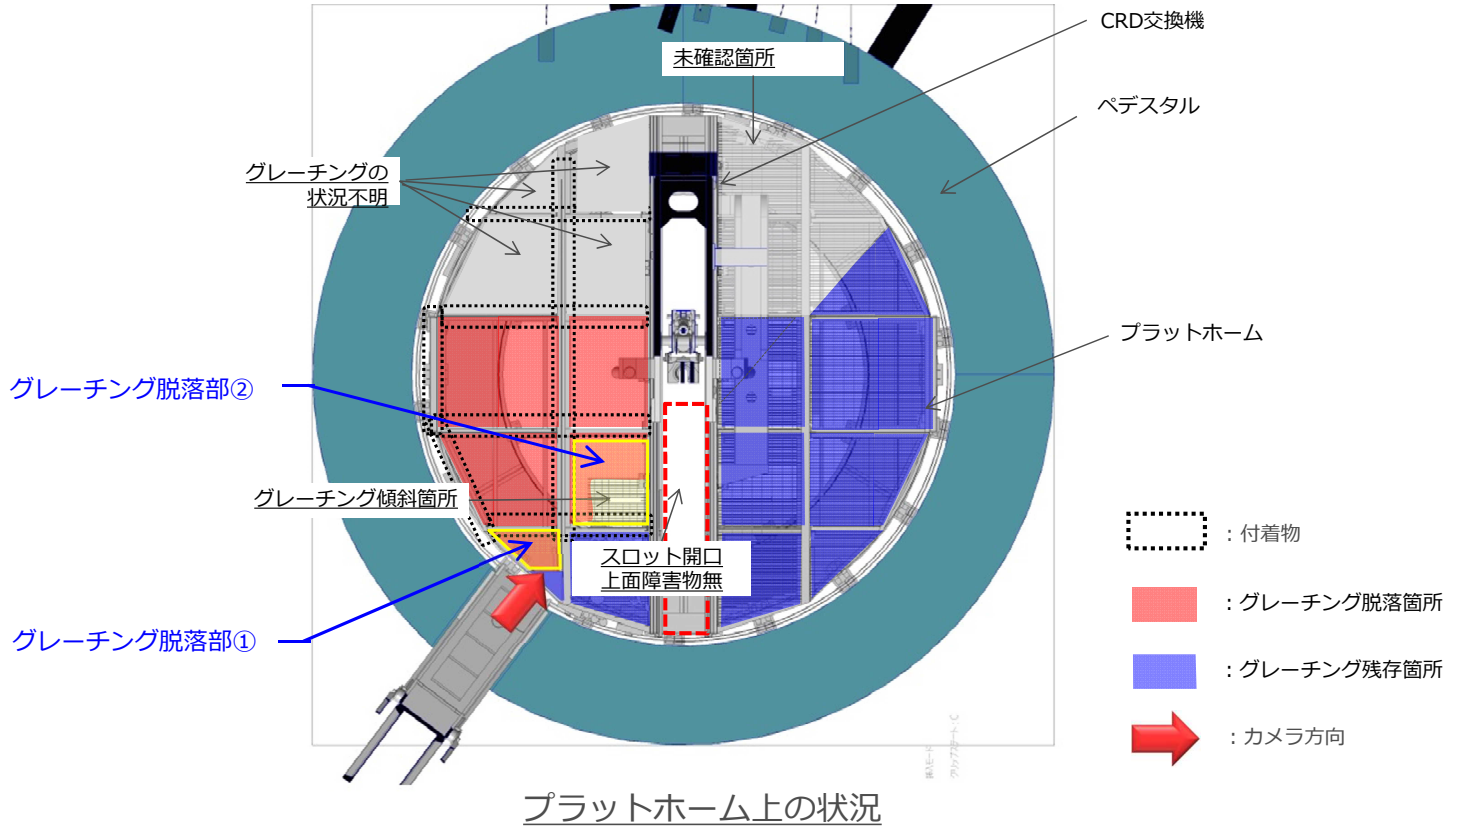 CRD交換機
未確認箇所
ペデスタル
グレーチングの
状況不明
プラットホーム
グレーチング脱落部②
グレーチング傾斜箇所
スロット開口
上面障害物無
グレーチング脱落部①
：付着物
：グレーチング脱落箇所
：グレーチング残存箇所
：カメラ方向
プラットホーム上の状況